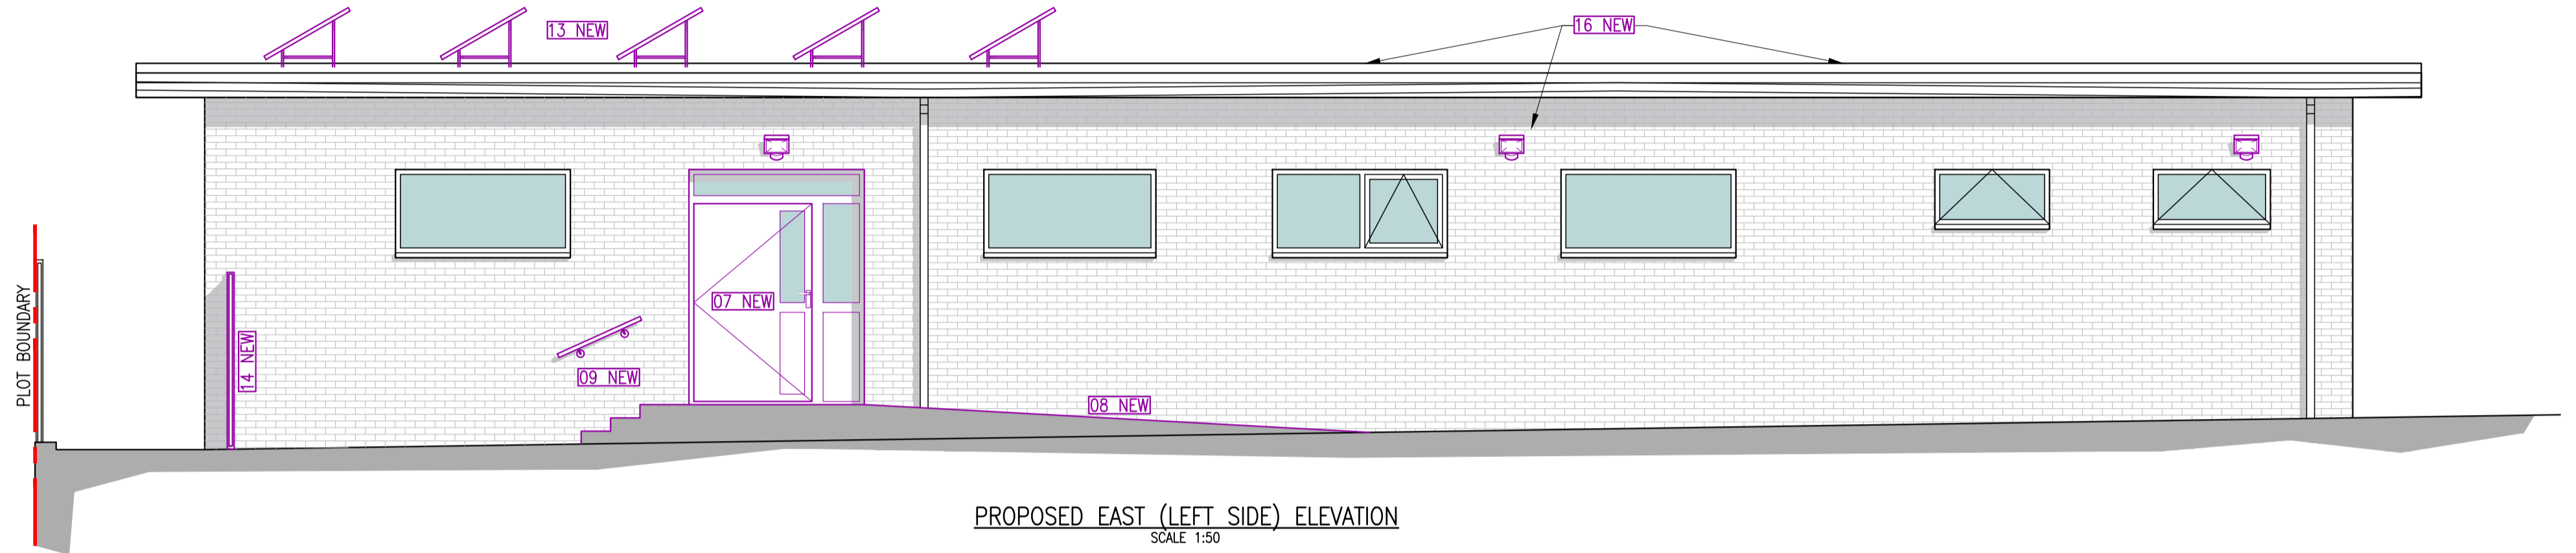 13 NEW
16 NEW
PLOT BOUNDARY
14 NEW
07 NEW
09 NEW
08 NEW
PROPOSED EAST (LEFT SIDE) ELEVATION
SCALE 1:50